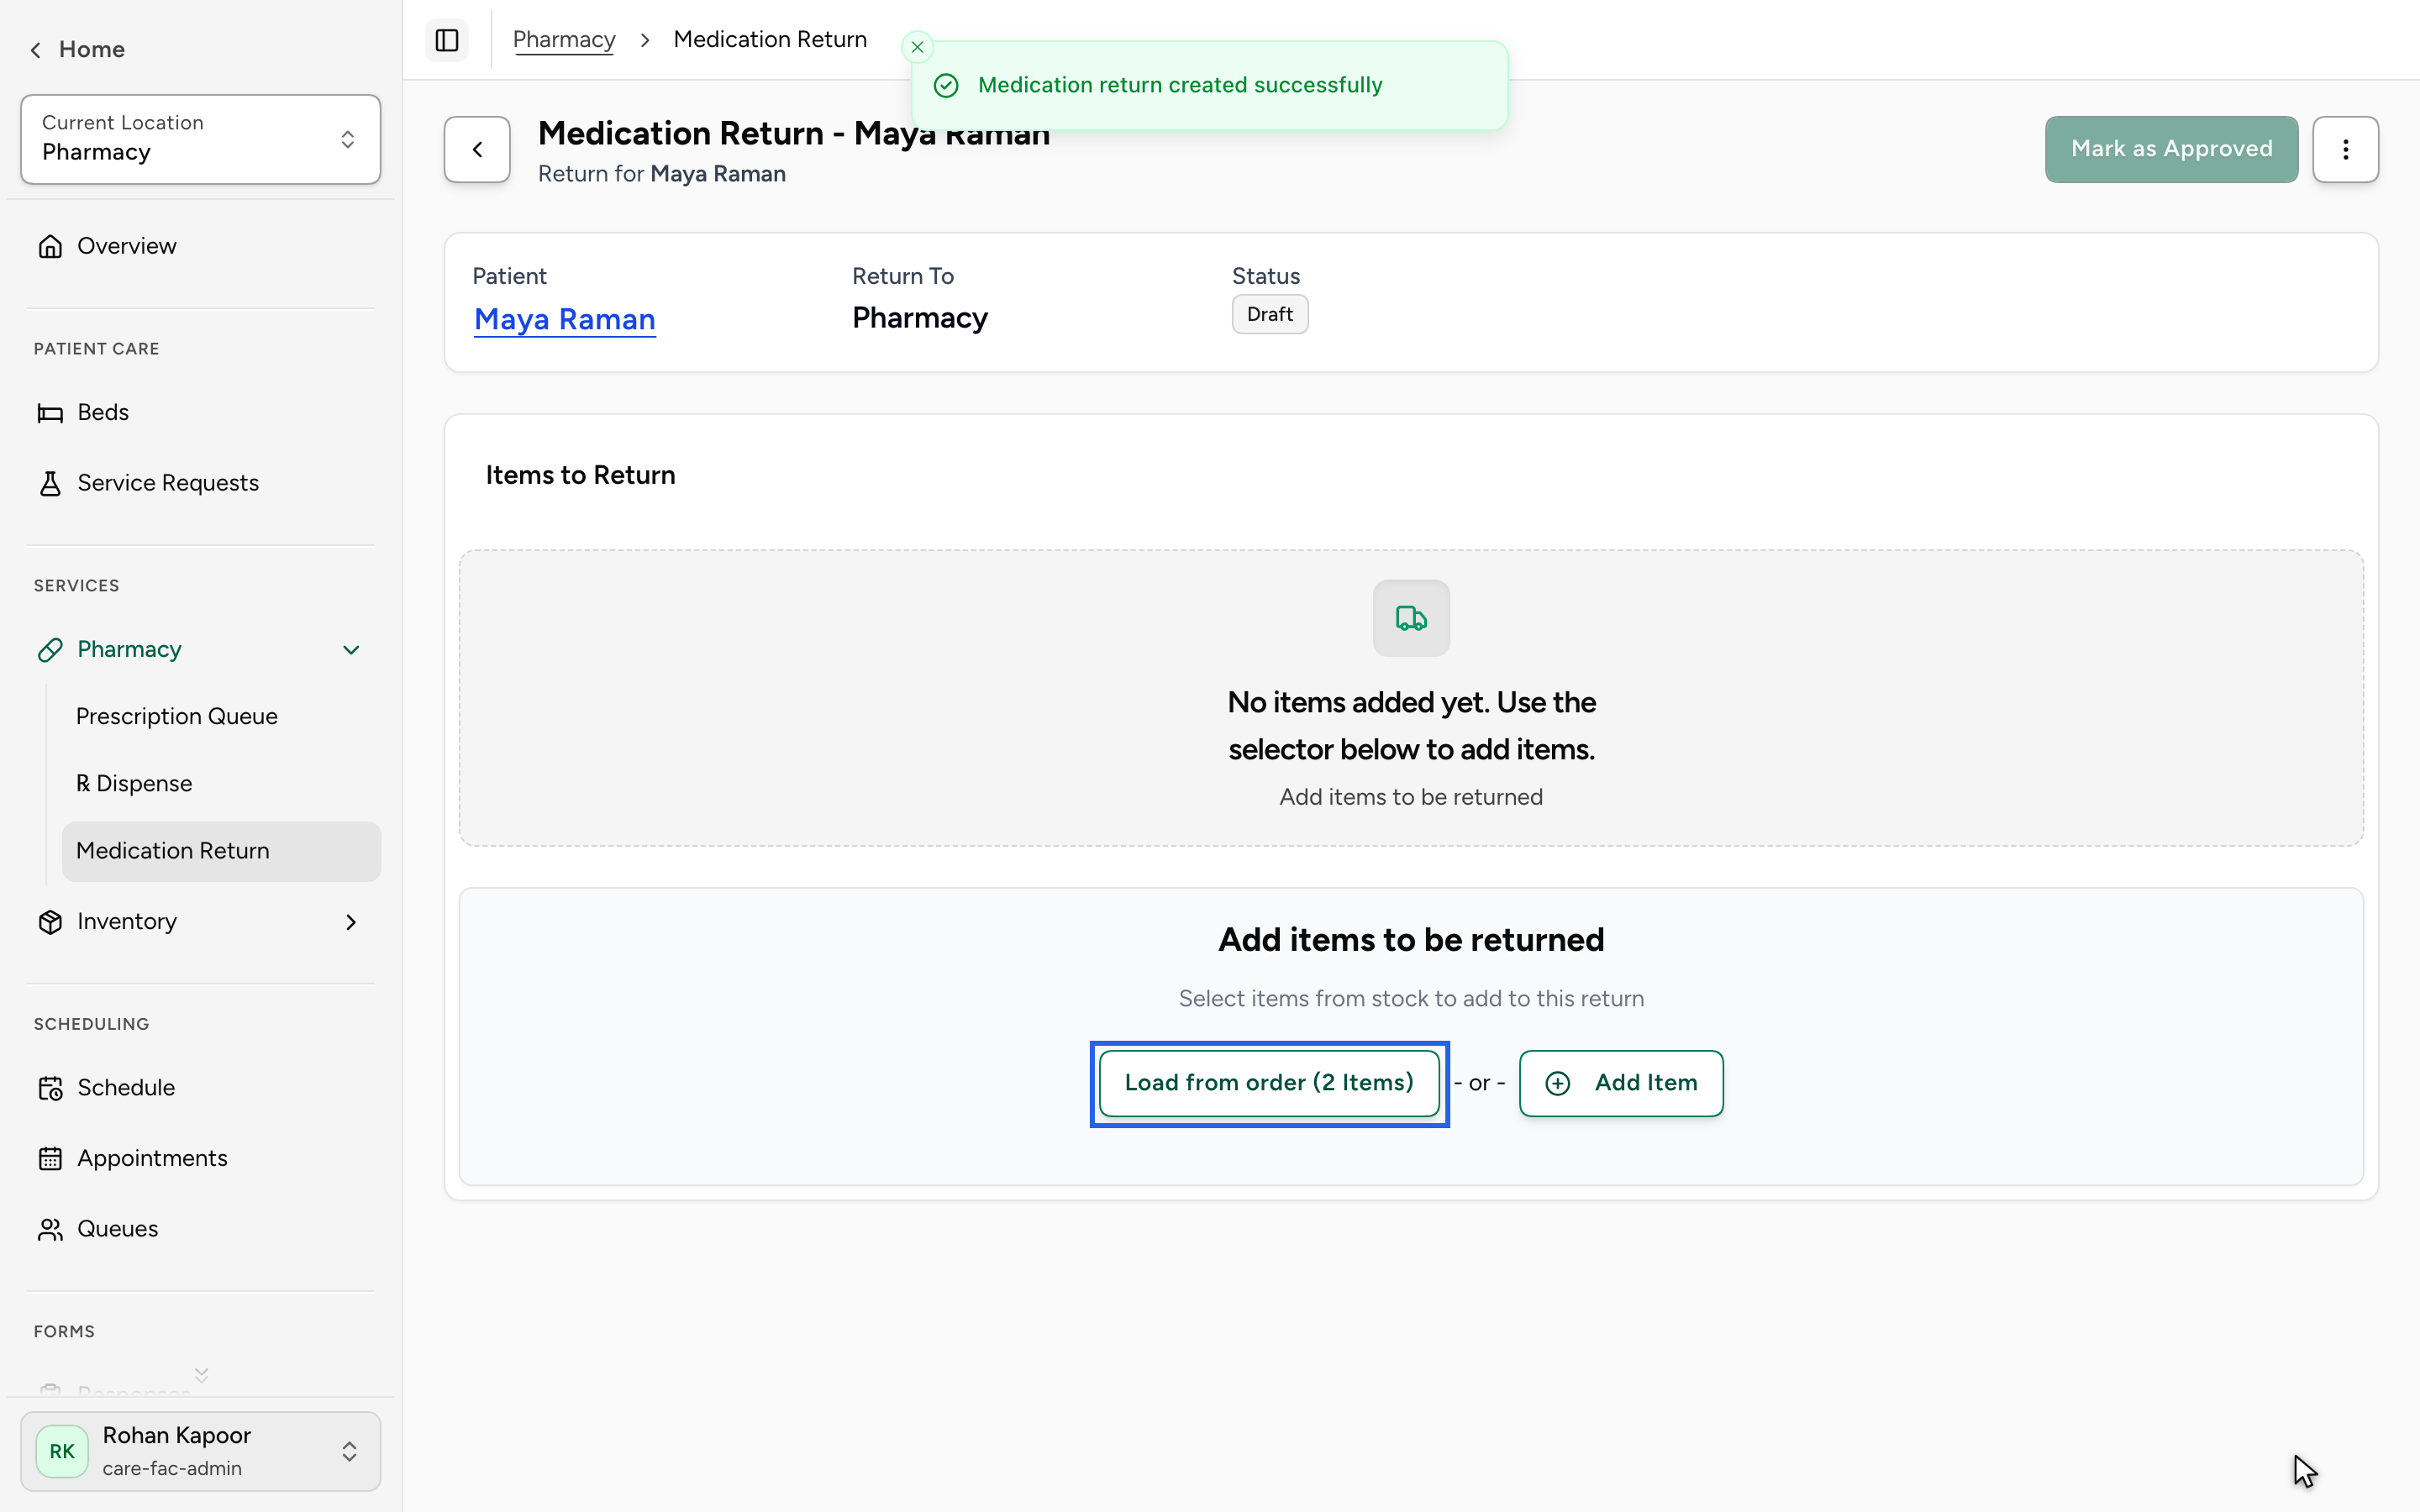 Home
Current Location
Pharmacy
Overview
PATIENT CARE
Beds
Service Requests
SERVICES
Pharmacy
Prescription Queue
℞ Dispense
Medication Return
Inventory
SCHEDULING
Schedule
Appointments
Queues
FORMS
Responses
RK
Rohan Kapoor
care-fac-admin
Pharmacy > Medication Return
Medication return created successfully
Medication Return - Maya Raman
Return for Maya Raman
Mark as Approved
Patient
Maya Raman
Return To
Pharmacy
Status
Draft
Items to Return
No items added yet. Use the
selector below to add items.
Add items to be returned
Add items to be returned
Select items from stock to add to this return
Load from order (2 Items)
- or -
Add Item